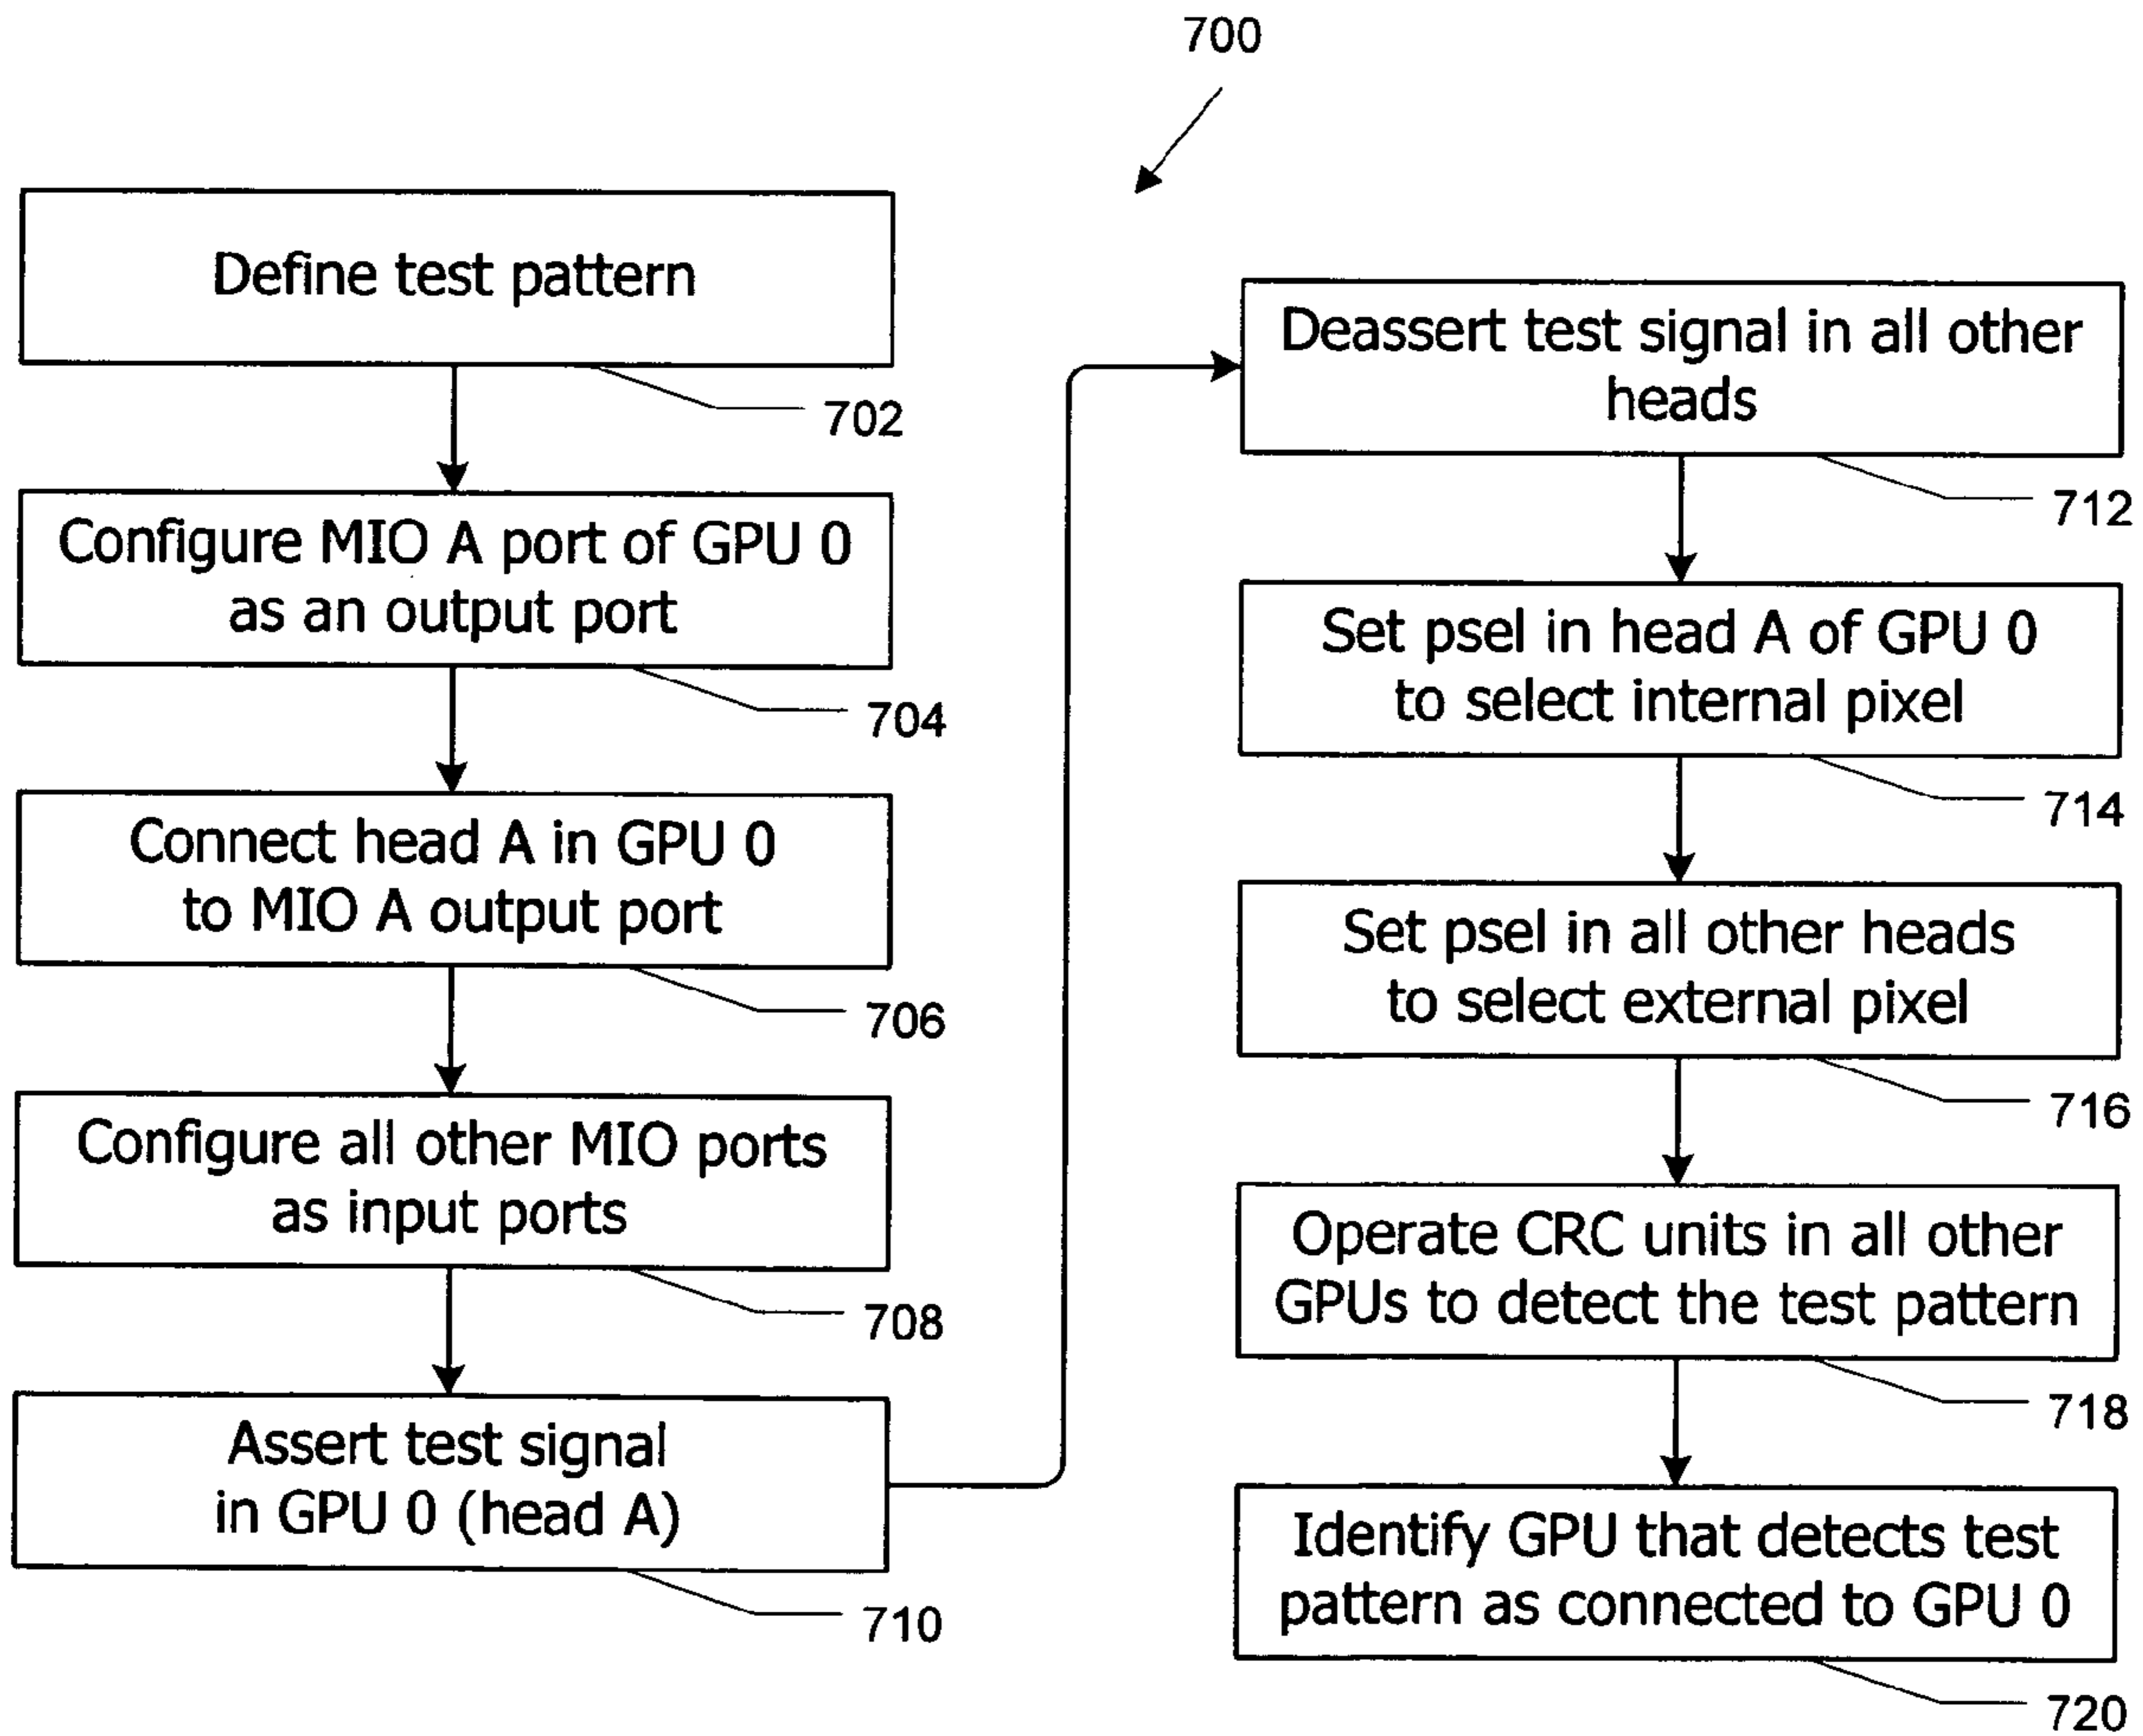 700
Define test pattern
702
Configure MIO A port of GPU 0
as an output port
704
Connect head A in GPU 0
to MIO A output port
706
Configure all other MIO ports
as input ports
708
Assert test signal
in GPU 0 (head A)
710
Deassert test signal in all other
heads
712
Set psel in head A of GPU 0
to select internal pixel
714
Set psel in all other heads
to select external pixel
716
Operate CRC units in all other
GPUs to detect the test pattern
718
Identify GPU that detects test
pattern as connected to GPU 0
720